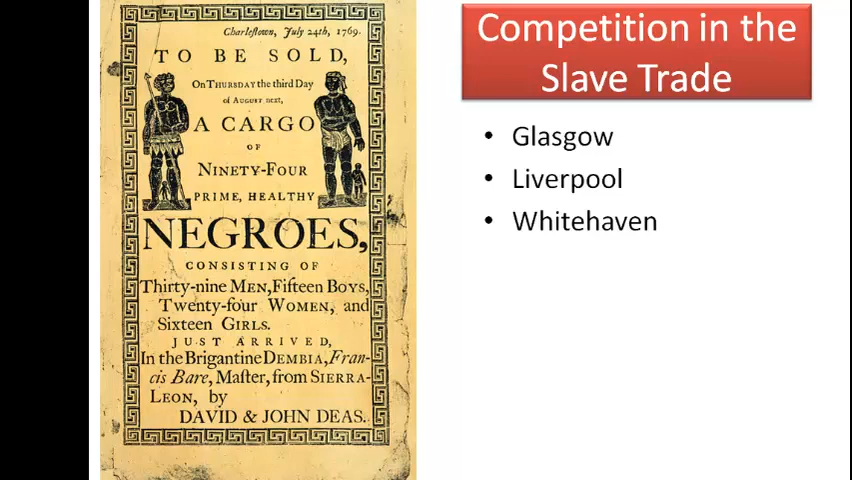 Charlestown, July 24th, 1769.
TO BE SOLD,
On THURSDAY the third Day
of AUGUST next,
A CARGO
OF
NINETY-FOUR
PRIME, HEALTHY
NEGROES,
CONSISTING OF
Thirty-nine MEN, Fifteen BOYS,
Twenty-four WOMEN, and
Sixteen GIRLS.
JUST ARRIVED,
In the Brigantine DEMBIA, Fran-
cis Bare, Master, from SIERRA-
LEON, by
DAVID & JOHN DEAS.
Competition in the
Slave Trade
• Glasgow
• Liverpool
• Whitehaven